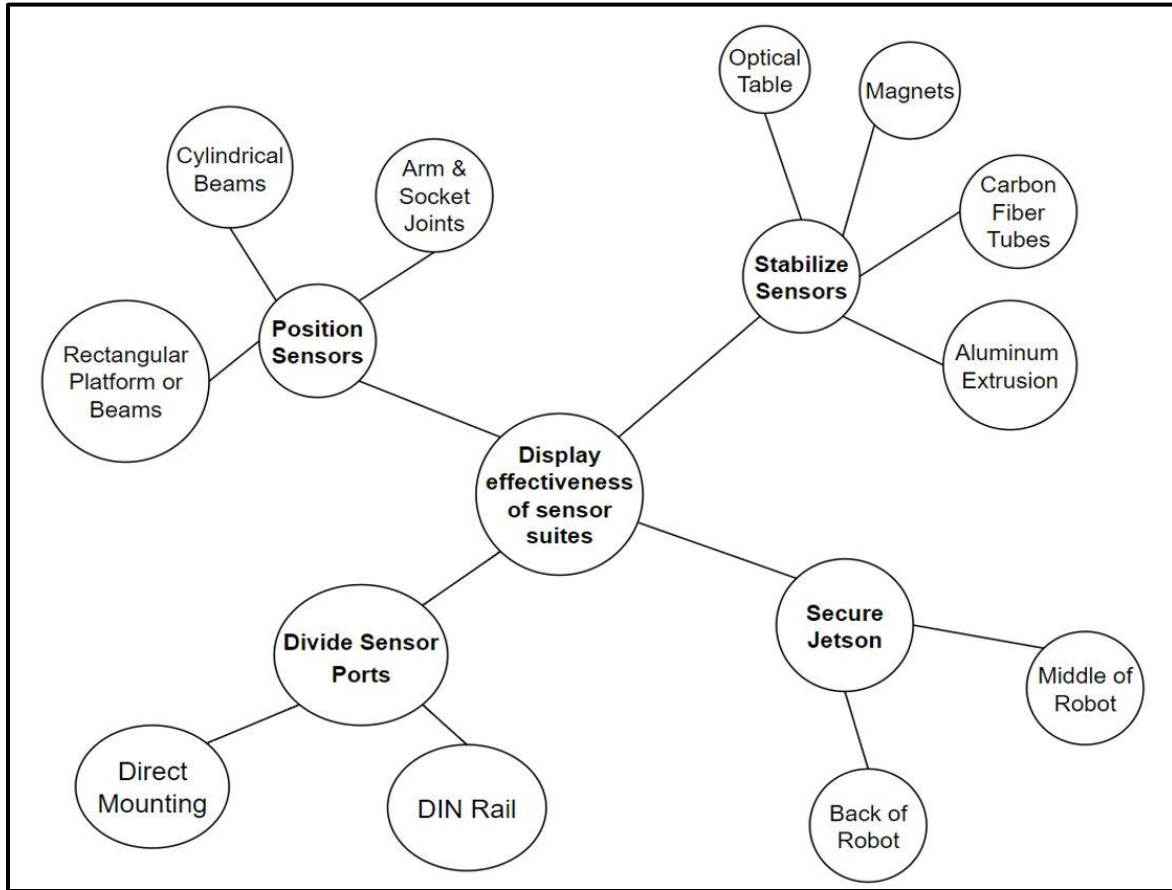 Optical
Table
Magnets
Cylindrical
Beams
Arm &
Socket
Joints
Carbon
Fiber
Tubes
Stabilize
Sensors
Position
Sensors
Rectangular
Platform or
Beams
Aluminum
Extrusion
Display
effectiveness
of sensor
suites
Divide Sensor
Ports
Secure
Jetson
Middle of
Robot
Direct
Mounting
DIN Rail
Back of
Robot